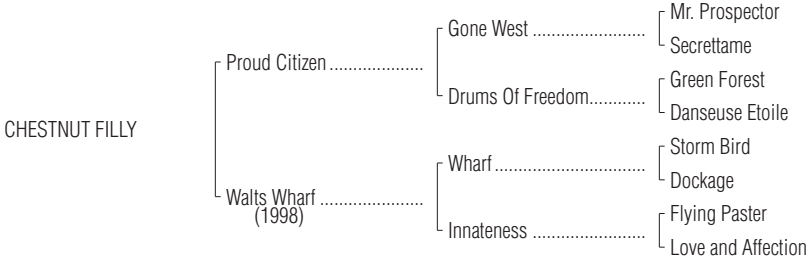 Mr. Prospector
Gone West ........................
Secrettame
Proud Citizen ....................
Green Forest
Drums Of Freedom............
Danseuse Etoile
CHESTNUT FILLY
Storm Bird
Wharf ................................
Dockage
Walts Wharf ......................
(1998)
Flying Paster
Innateness ........................
Love and Affection